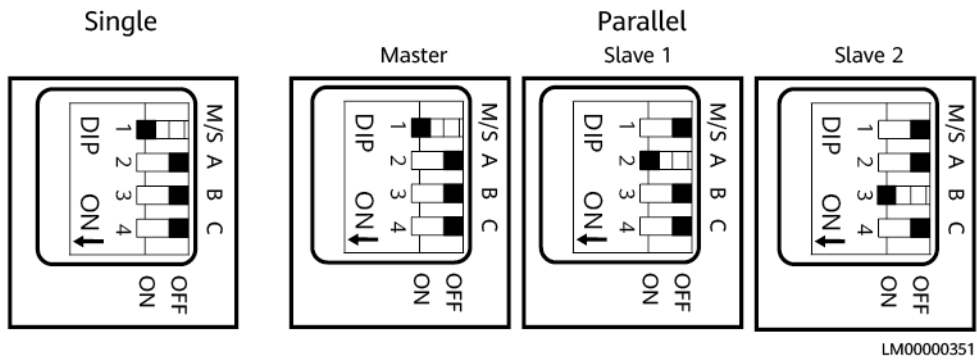 Single
Parallel
Master
Slave 1
Slave 2
DIP
ON
1
2
3
4
M/S
A
B
C
ON
OFF
DIP
ON
1
2
3
4
M/S
A
B
C
ON
OFF
DIP
ON
1
2
3
4
M/S
A
B
C
ON
OFF
DIP
ON
1
2
3
4
M/S
A
B
C
ON
OFF
LM00000351